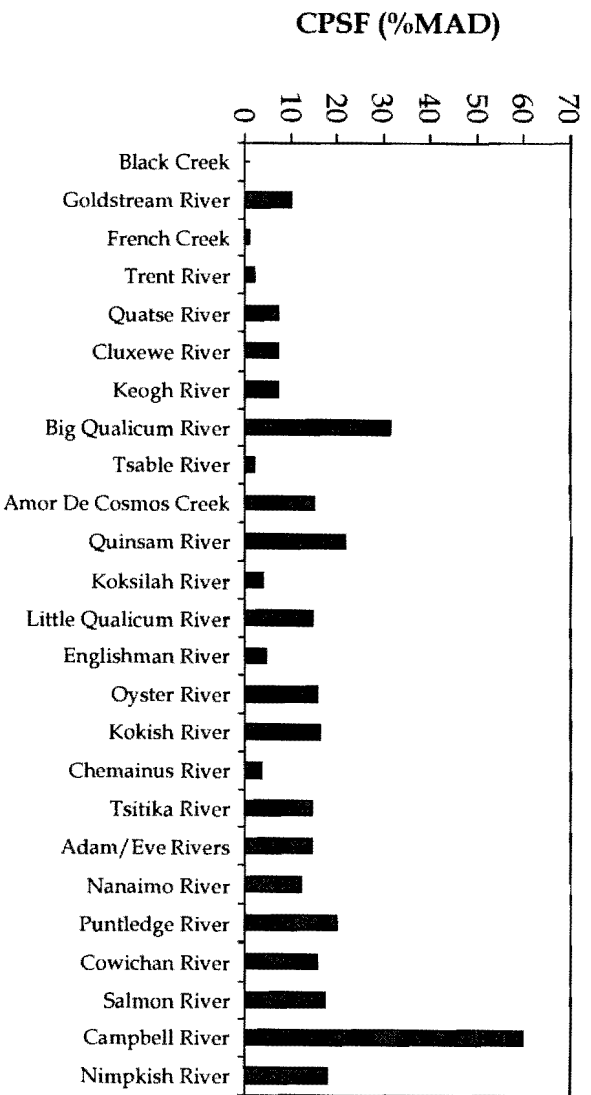 CPSF (%MAD)
0 10 20 30 40 50 60 70
Black Creek
Goldstream River
French Creek
Trent River
Quatse River
Cluxewe River
Keogh River
Big Qualicum River
Tsable River
Amor De Cosmos Creek
Quinsam River
Koksilah River
Little Qualicum River
Englishman River
Oyster River
Kokish River
Chemainus River
Tsitika River
Adam/Eve Rivers
Nanaimo River
Puntledge River
Cowichan River
Salmon River
Campbell River
Nimpkish River